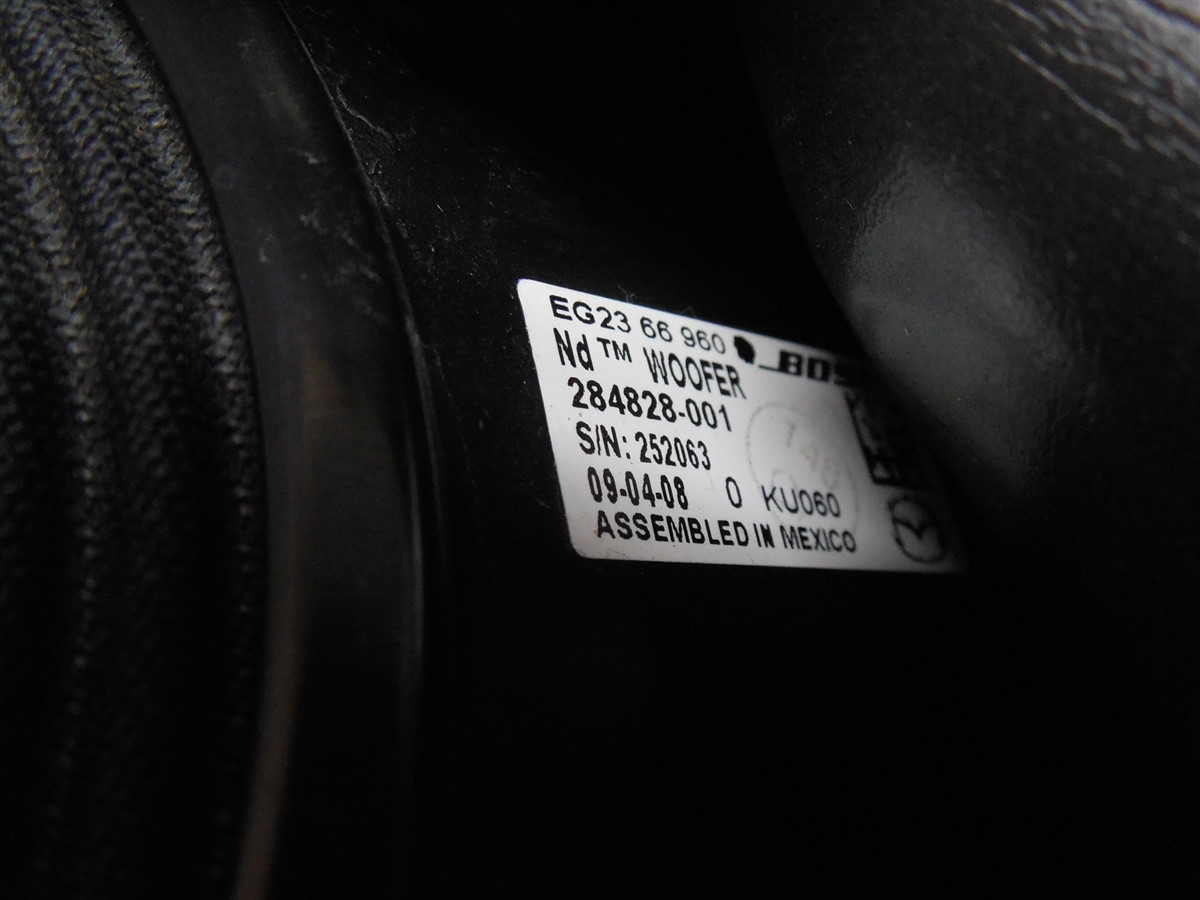 EG23 66 960
Nd™ WOOFER
284828-001
S/N: 252063
09-04-08 0 KU060
ASSEMBLED IN MEXICO